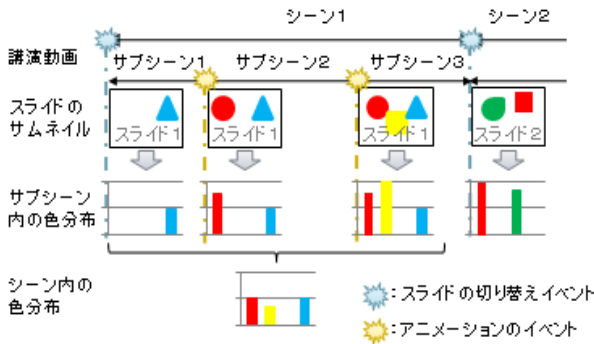 シーン1
シーン2
講演動画
サブシーン1
サブシーン2
サブシーン3
スライドの
サムネイル
スライド1
スライド1
スライド1
スライド2
サブシーン
内の色分布
シーン内の
色分布
:スライドの切り替えイベント
:アニメーションのイベント